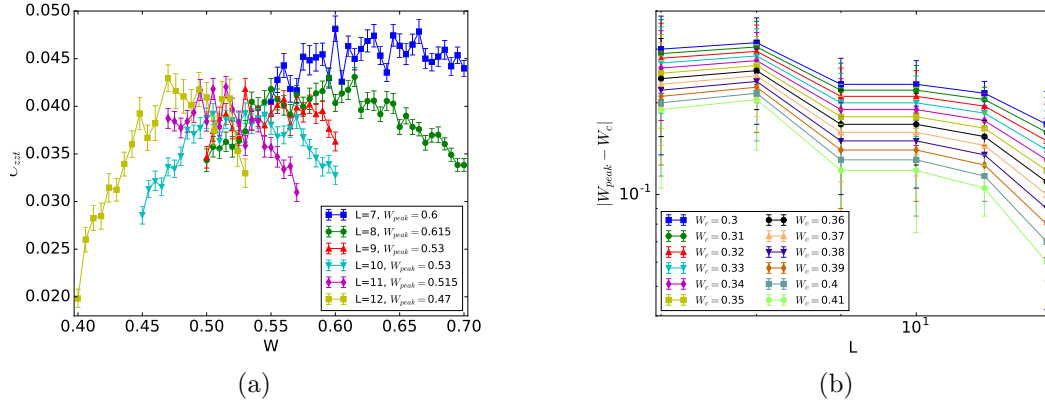 0.050
0.045
0.040
0.035
0.030
0.025
0.020
0.40 0.45 0.50 0.55 0.60 0.65 0.70
W
L=7, W_peak = 0.6
L=8, W_peak = 0.615
L=9, W_peak = 0.53
L=10, W_peak = 0.53
L=11, W_peak = 0.515
L=12, W_peak = 0.47
(a)
|W_peak − W_c|
10^-1
W_c = 0.3
W_c = 0.31
W_c = 0.32
W_c = 0.33
W_c = 0.34
W_c = 0.35
W_c = 0.36
W_c = 0.37
W_c = 0.38
W_c = 0.39
W_c = 0.4
W_c = 0.41
10^1
L
(b)